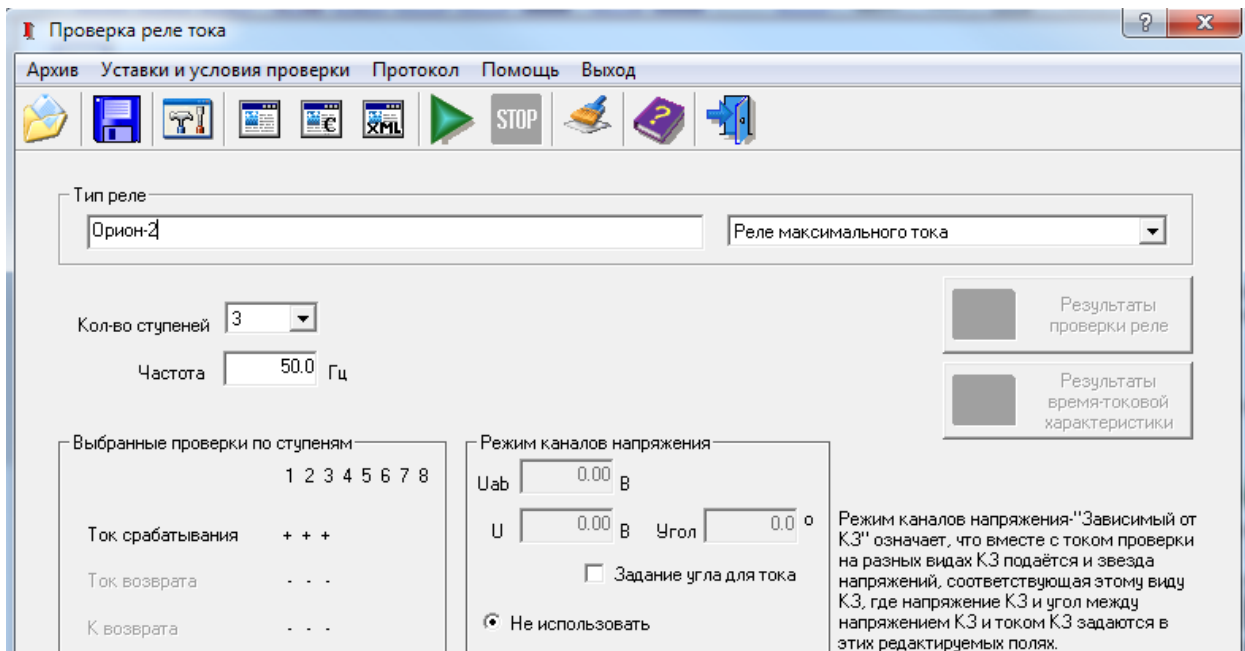 Проверка реле тока
Архив Уставки и условия проверки Протокол Помощь Выход
€ XML STOP ?
Тип реле
Орион-2
Реле максимального тока
Кол-во ступеней 3
Частота 50.0 Гц
Результаты
проверки реле
Результаты
время-токовой
характеристики
Выбранные проверки по ступеням
1 2 3 4 5 6 7 8
Ток срабатывания + + +
Ток возврата - - -
К возврата - - -
Режим каналов напряжения
Uab 0.00 В
U 0.00 В Угол 0.0 °
Задание угла для тока
Не использовать
Режим каналов напряжения-"Зависимый от
КЗ" означает, что вместе с током проверки
на разных видах КЗ подаётся и звезда
напряжений, соответствующая этому виду
КЗ, где напряжение КЗ и угол между
напряжением КЗ и током КЗ задаются в
этих редактируемых полях.